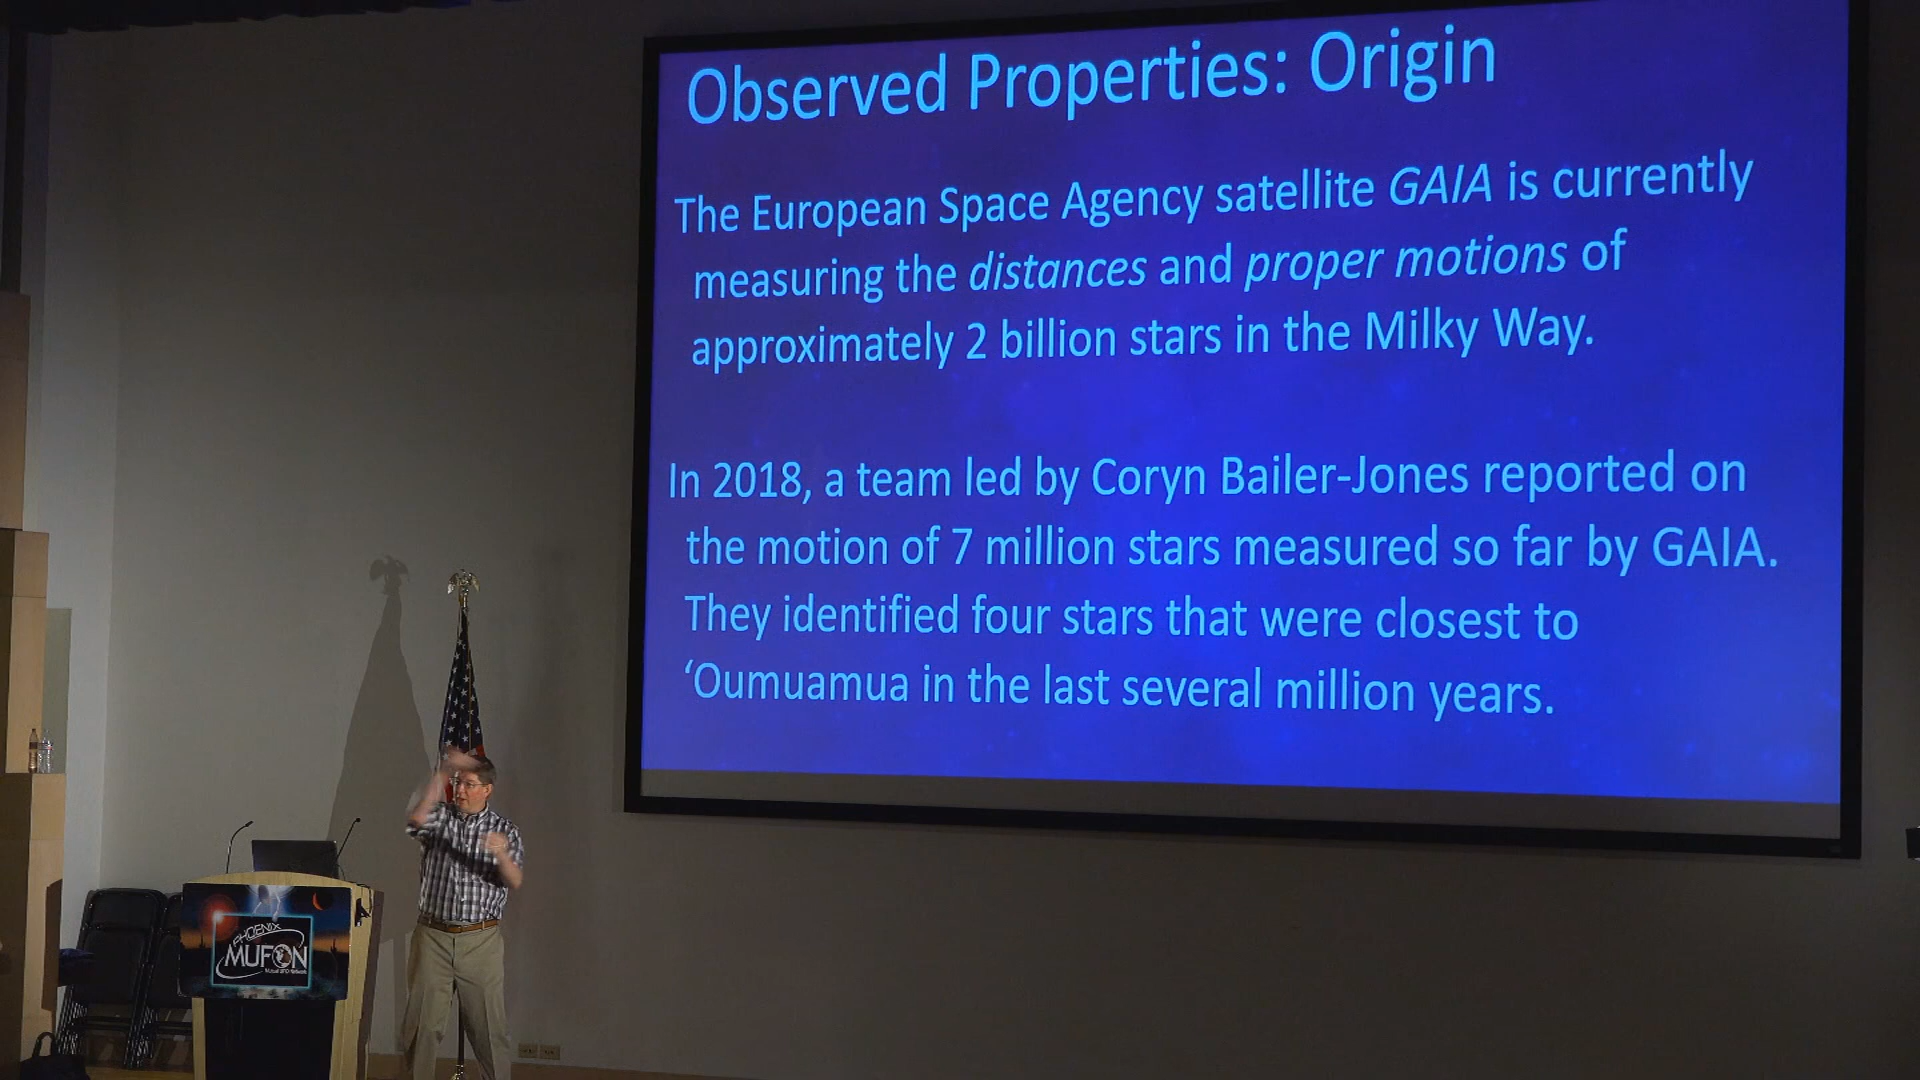 Observed Properties: Origin
The European Space Agency satellite GAIA is currently
measuring the distances and proper motions of
approximately 2 billion stars in the Milky Way.
In 2018, a team led by Coryn Bailer-Jones reported on
the motion of 7 million stars measured so far by GAIA.
They identified four stars that were closest to
‘Oumuamua in the last several million years.
PHOENIX
MUFON
Mutual UFO Network